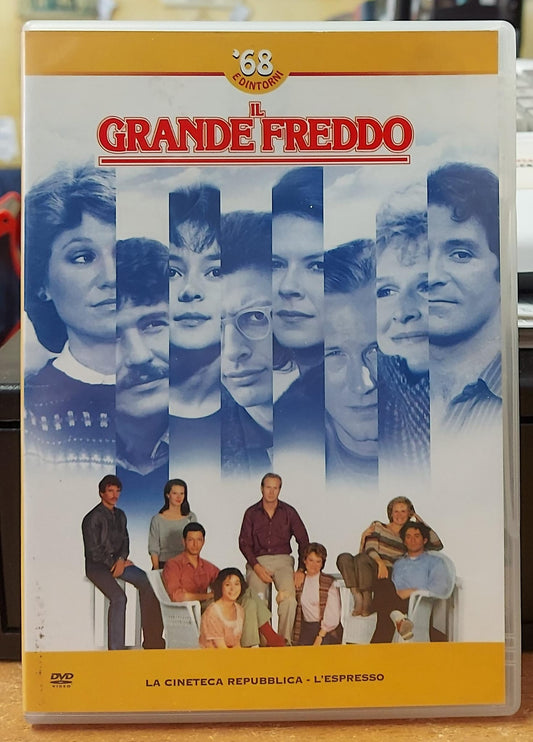 '68
E DINTORNI
IL
GRANDE FREDDO
DVD
VIDEO
LA CINETECA REPUBBLICA - L'ESPRESSO